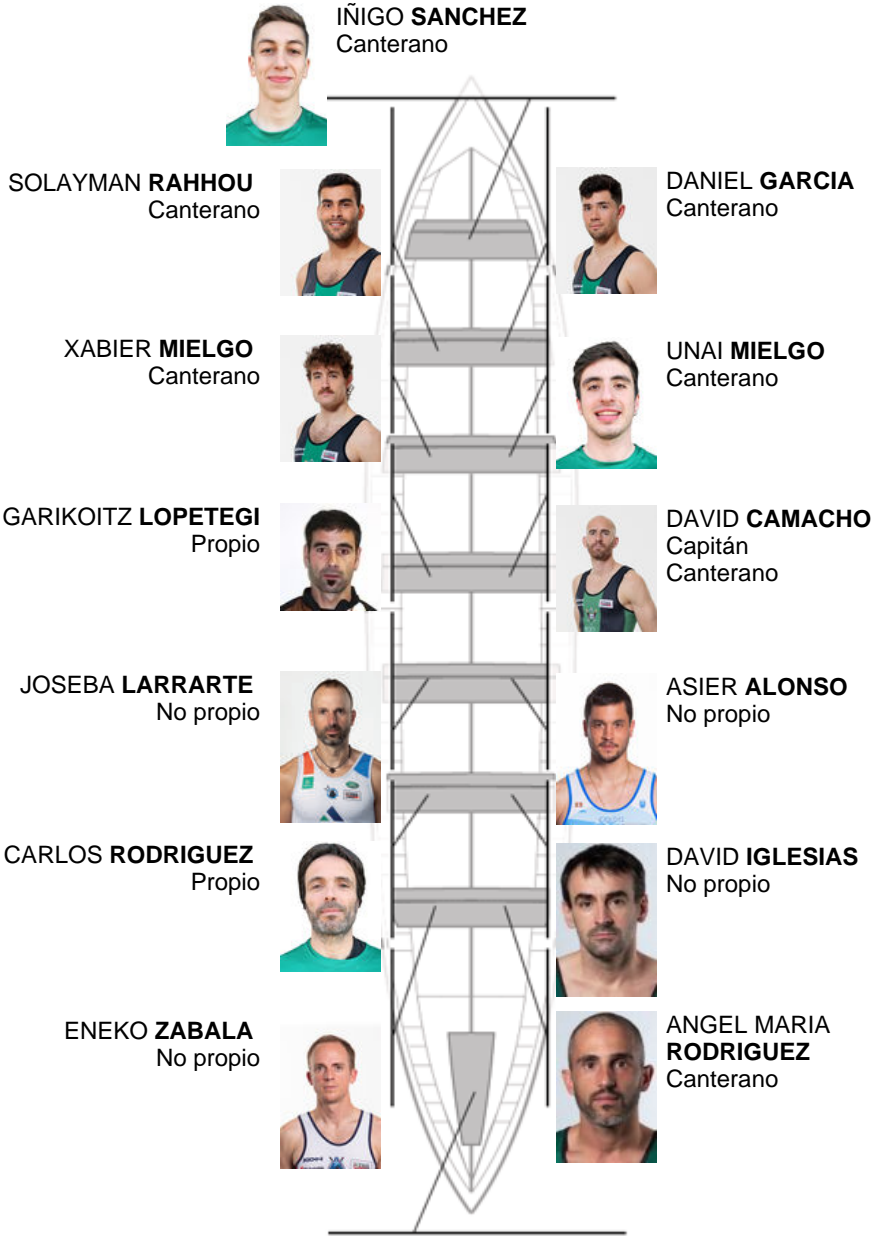 IÑIGO SANCHEZ
Canterano
SOLAYMAN RAHHOU
Canterano
DANIEL GARCIA
Canterano
XABIER MIELGO
Canterano
UNAI MIELGO
Canterano
GARIKOITZ LOPETEGI
Propio
DAVID CAMACHO
Capitán
Canterano
JOSEBA LARRARTE
No propio
ASIER ALONSO
No propio
CARLOS RODRIGUEZ
Propio
DAVID IGLESIAS
No propio
ENEKO ZABALA
No propio
ANGEL MARIA
RODRIGUEZ
Canterano